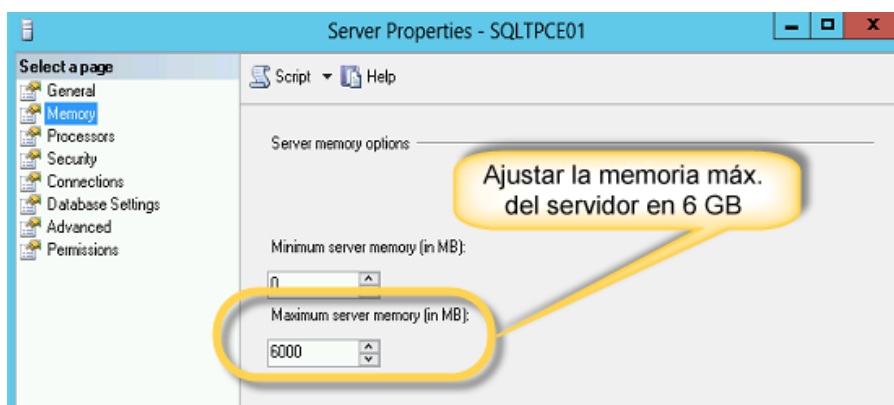 Server Properties - SQLTPCE01
Select a page
General
Memory
Processors
Security
Connections
Database Settings
Advanced
Permissions
Script
Help
Server memory options
Ajustar la memoria máx.
del servidor en 6 GB
Minimum server memory (in MB):
0
Maximum server memory (in MB):
6000